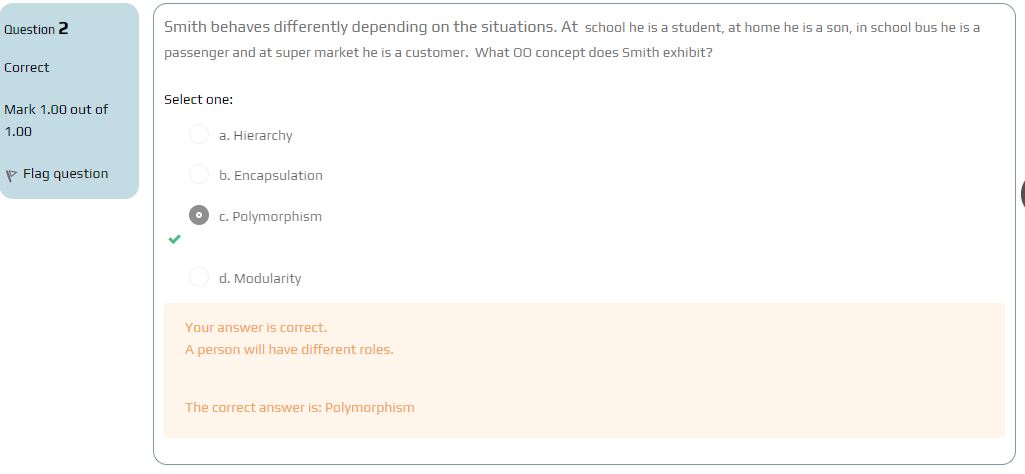 Question 2
Correct
Mark 1.00 out of
1.00
Flag question
Smith behaves differently depending on the situations. At school he is a student, at home he is a son, in school bus he is a
passenger and at super market he is a customer. What OO concept does Smith exhibit?
Select one:
a. Hierarchy
b. Encapsulation
c. Polymorphism
d. Modularity
Your answer is correct.
A person will have different roles.
The correct answer is: Polymorphism